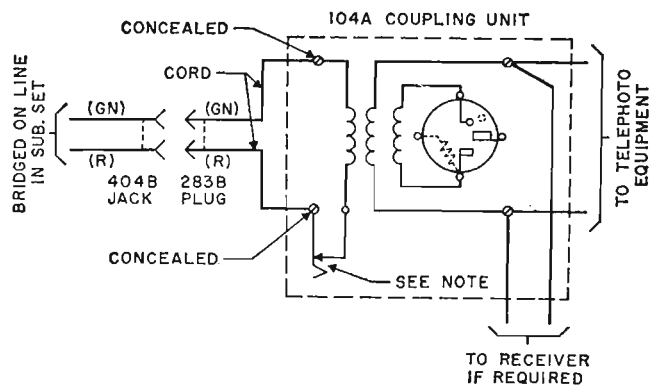 104A COUPLING UNIT
CONCEALED
CORD
BRIDGED ON LINE
IN SUB. SET
(GN)
(GN)
(R)
(R)
404B
JACK
283B
PLUG
CONCEALED
SEE NOTE
TO TELEPHOTO
EQUIPMENT
TO RECEIVER
IF REQUIRED